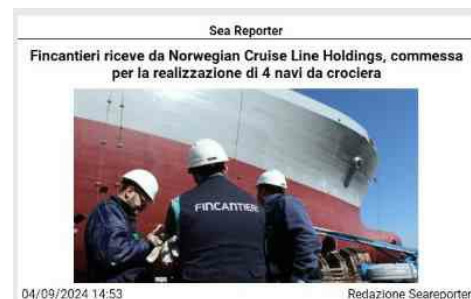 Sea Reporter
Fincantieri riceve da Norwegian Cruise Line Holdings, commessa
per la realizzazione di 4 navi da crociera
FINCANTIERI
04/09/2024 14:53
Redazione Seareporter